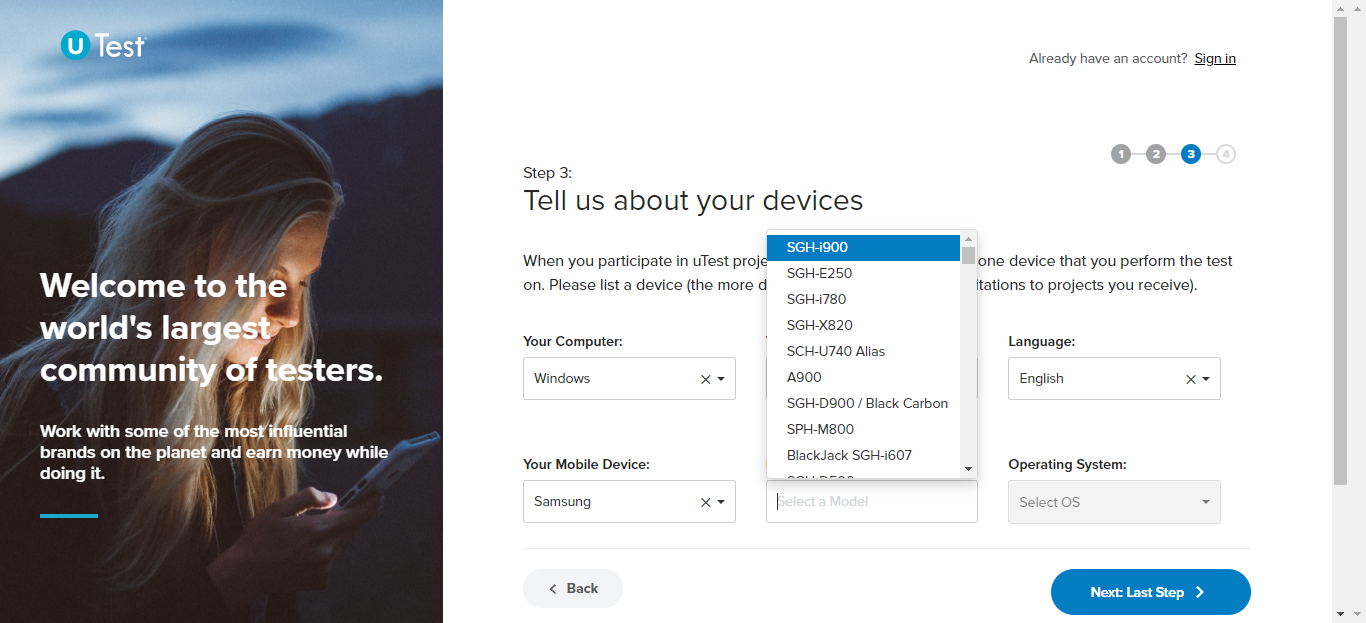 U Test
Already have an account? Sign in
1 2 3 4
Step 3:
Tell us about your devices
When you participate in uTest proje
one device that you perform the test
on. Please list a device (the more d
itations to projects you receive).
Welcome to the
world's largest
community of testers.
Work with some of the most influential
brands on the planet and earn money while
doing it.
Your Computer:
Windows
Language:
English
Your Mobile Device:
Samsung
SGH-i900
SGH-E250
SGH-i780
SGH-X820
SCH-U740 Alias
A900
SGH-D900 / Black Carbon
SPH-M800
BlackJack SGH-i607
Select a Model
Operating System:
Select OS
Back
Next: Last Step